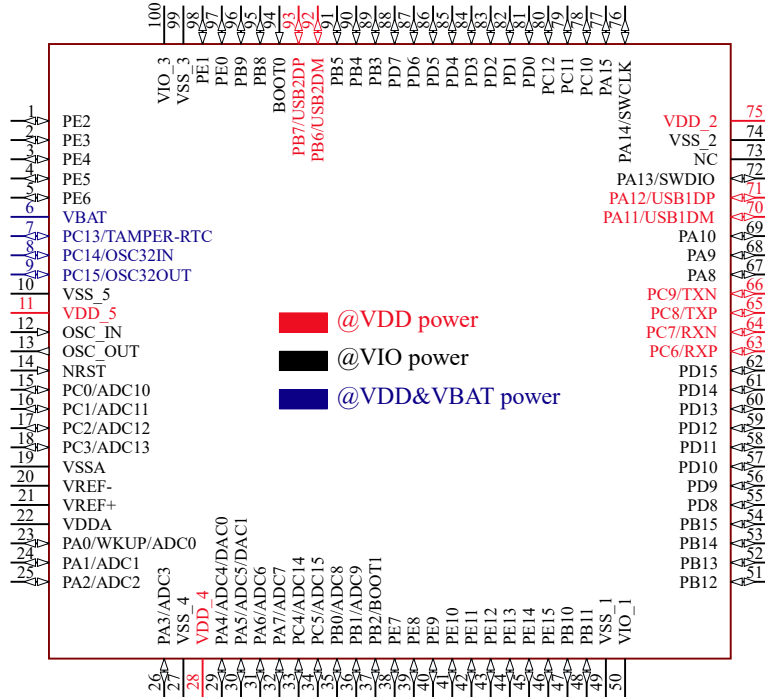 100
99
98
97
96
95
94
93
92
91
90
89
88
87
86
85
84
83
82
81
80
79
78
77
76
VIO_3
VSS_3
PE1
PE0
PB9
PB8
BOOT0
PB7/USB2DP
PB6/USB2DM
PB5
PB4
PB3
PD7
PD6
PD5
PD4
PD3
PD2
PD1
PD0
PC12
PC11
PC10
PA15
PA14/SWCLK
1 PE2
2 PE3
3 PE4
4 PE5
5 PE6
6 VBAT
7 PC13/TAMPER-RTC
8 PC14/OSC32IN
9 PC15/OSC32OUT
10 VSS_5
11 VDD_5
12 OSC_IN
13 OSC_OUT
14 NRST
15 PC0/ADC10
16 PC1/ADC11
17 PC2/ADC12
18 PC3/ADC13
19 VSSA
20 VREF-
21 VREF+
22 VDDA
23 PA0/WKUP/ADC0
24 PA1/ADC1
25 PA2/ADC2
@VDD power
@VIO power
@VDD&VBAT power
VDD_2 75
VSS_2 74
NC 73
PA13/SWDIO 72
PA12/USB1DP 71
PA11/USB1DM 70
PA10 69
PA9 68
PA8 67
PC9/TXN 66
PC8/TXP 65
PC7/RXN 64
PC6/RXP 63
PD15 62
PD14 61
PD13 60
PD12 59
PD11 58
PD10 57
PD9 56
PD8 55
PB15 54
PB14 53
PB13 52
PB12 51
PA3/ADC3
VSS_4
VDD_4
PA4/ADC4/DAC0
PA5/ADC5/DAC1
PA6/ADC6
PA7/ADC7
PC4/ADC14
PC5/ADC15
PB0/ADC8
PB1/ADC9
PB2/BOOT1
PE7
PE8
PE9
PE10
PE11
PE12
PE13
PE14
PE15
PB10
PB11
VSS_1
VIO_1
26
27
28
29
30
31
32
33
34
35
36
37
38
39
40
41
42
43
44
45
46
47
48
49
50